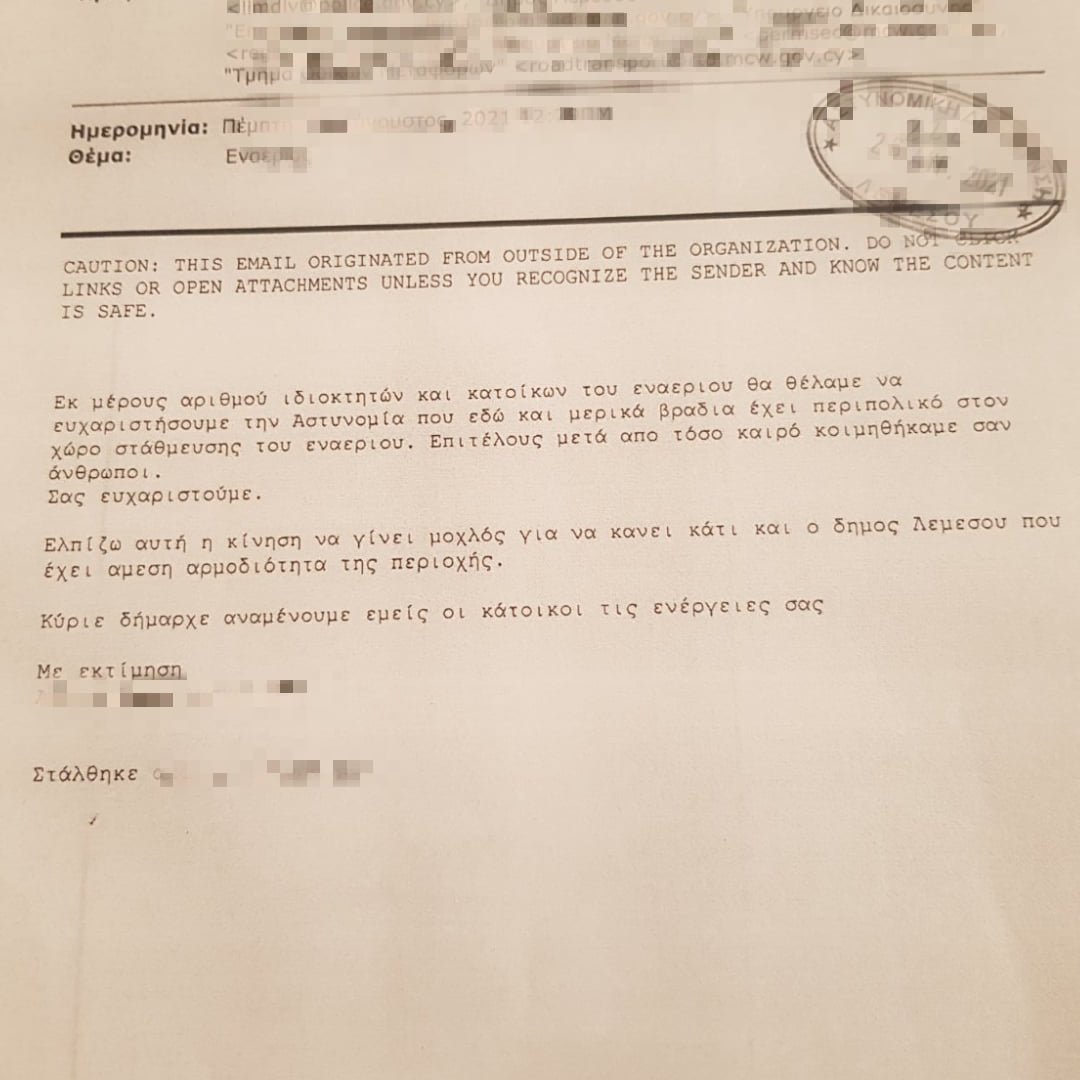 Ημερομηνία: 2021
Θέμα:
ΛΕΜΕΣΟΥ
2021
CAUTION: THIS EMAIL ORIGINATED FROM OUTSIDE OF THE ORGANIZATION. DO NOT CLICK
LINKS OR OPEN ATTACHMENTS UNLESS YOU RECOGNIZE THE SENDER AND KNOW THE CONTENT
IS SAFE.
Εκ μέρους αριθμού ιδιοκτητών και κατοίκων του εναεριου θα θέλαμε να
ευχαριστήσουμε την Αστυνομία που εδώ και μερικά βραδια έχει περιπολικό στον
χώρο στάθμευσης του εναεριου. Επιτέλους μετά απο τόσο καιρό κοιμηθήκαμε σαν
άνθρωποι.
Σας ευχαριστούμε.
Ελπίζω αυτή η κίνηση να γίνει μοχλός για να κανει κάτι και ο δημος Λεμεσου που
έχει αμεση αρμοδιότητα της περιοχής.
Κύριε δήμαρχε αναμένουμε εμείς οι κάτοικοι τις ενέργειες σας
Με εκτίμηση
Στάλθηκε